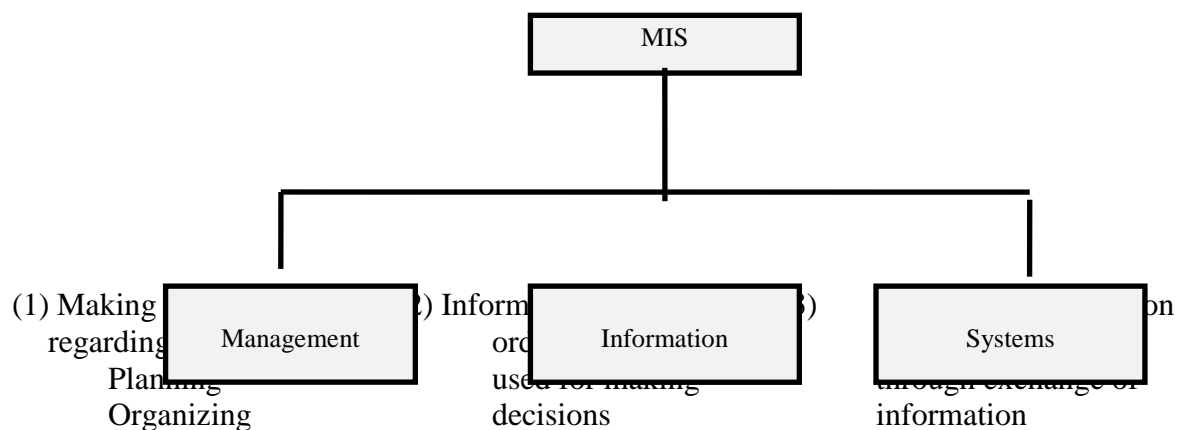 MIS
Management
Information
Systems
(1) Making
regarding
Planning
Organizing
2) Inform
ord
used for making
decisions
3)
on
through exchange of
information